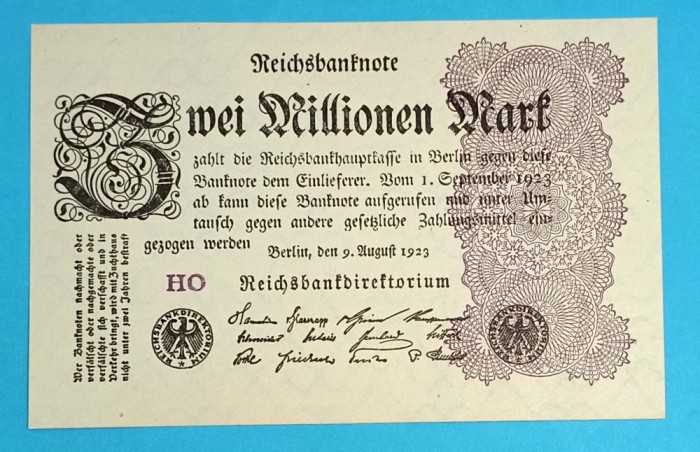 Reichsbanknote
Zwei Millionen Mark
zahlt die Reichsbankhauptkasse in Berlin gegen diese
Banknote dem Einlieferer. Vom 1. September 1923
ab kann diese Banknote aufgerufen und unter Um-
tausch gegen andere gesetzliche Zahlungsmittel ein-
gezogen werden
Berlin, den 9. August 1923
HO
Reichsbankdirektorium
Wer Banknoten nachmacht oder
verfälscht oder nachgemachte oder
verfälschte sich verschafft und in
Verkehr bringt, wird mit Zuchthaus
nicht unter zwei Jahren bestraft
REICHSBANKDIREKTORIUM
REICHSBANKDIREKTORIUM